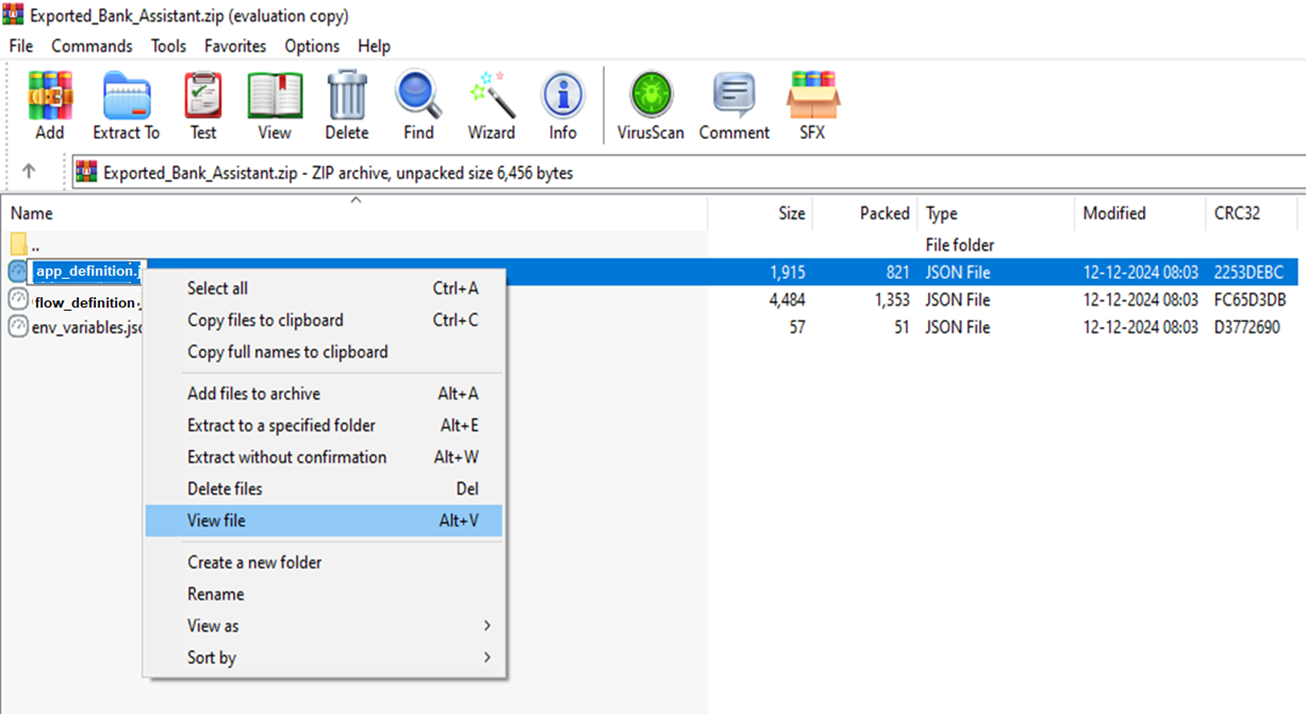 Exported_Bank_Assistant.zip (evaluation copy)
File Commands Tools Favorites Options Help
Add Extract To Test View Delete Find Wizard Info VirusScan Comment SFX
Exported_Bank_Assistant.zip - ZIP archive, unpacked size 6,456 bytes
Name Size Packed Type Modified CRC32
.. File folder
app_definition.j 1,915 821 JSON File 12-12-2024 08:03 2253DEBC
flow_definition. 4,484 1,353 JSON File 12-12-2024 08:03 FC65D3DB
env_variables.jso 57 51 JSON File 12-12-2024 08:03 D3772690
Select all Ctrl+A
Copy files to clipboard Ctrl+C
Copy full names to clipboard
Add files to archive Alt+A
Extract to a specified folder Alt+E
Extract without confirmation Alt+W
Delete files Del
View file Alt+V
Create a new folder
Rename
View as
Sort by